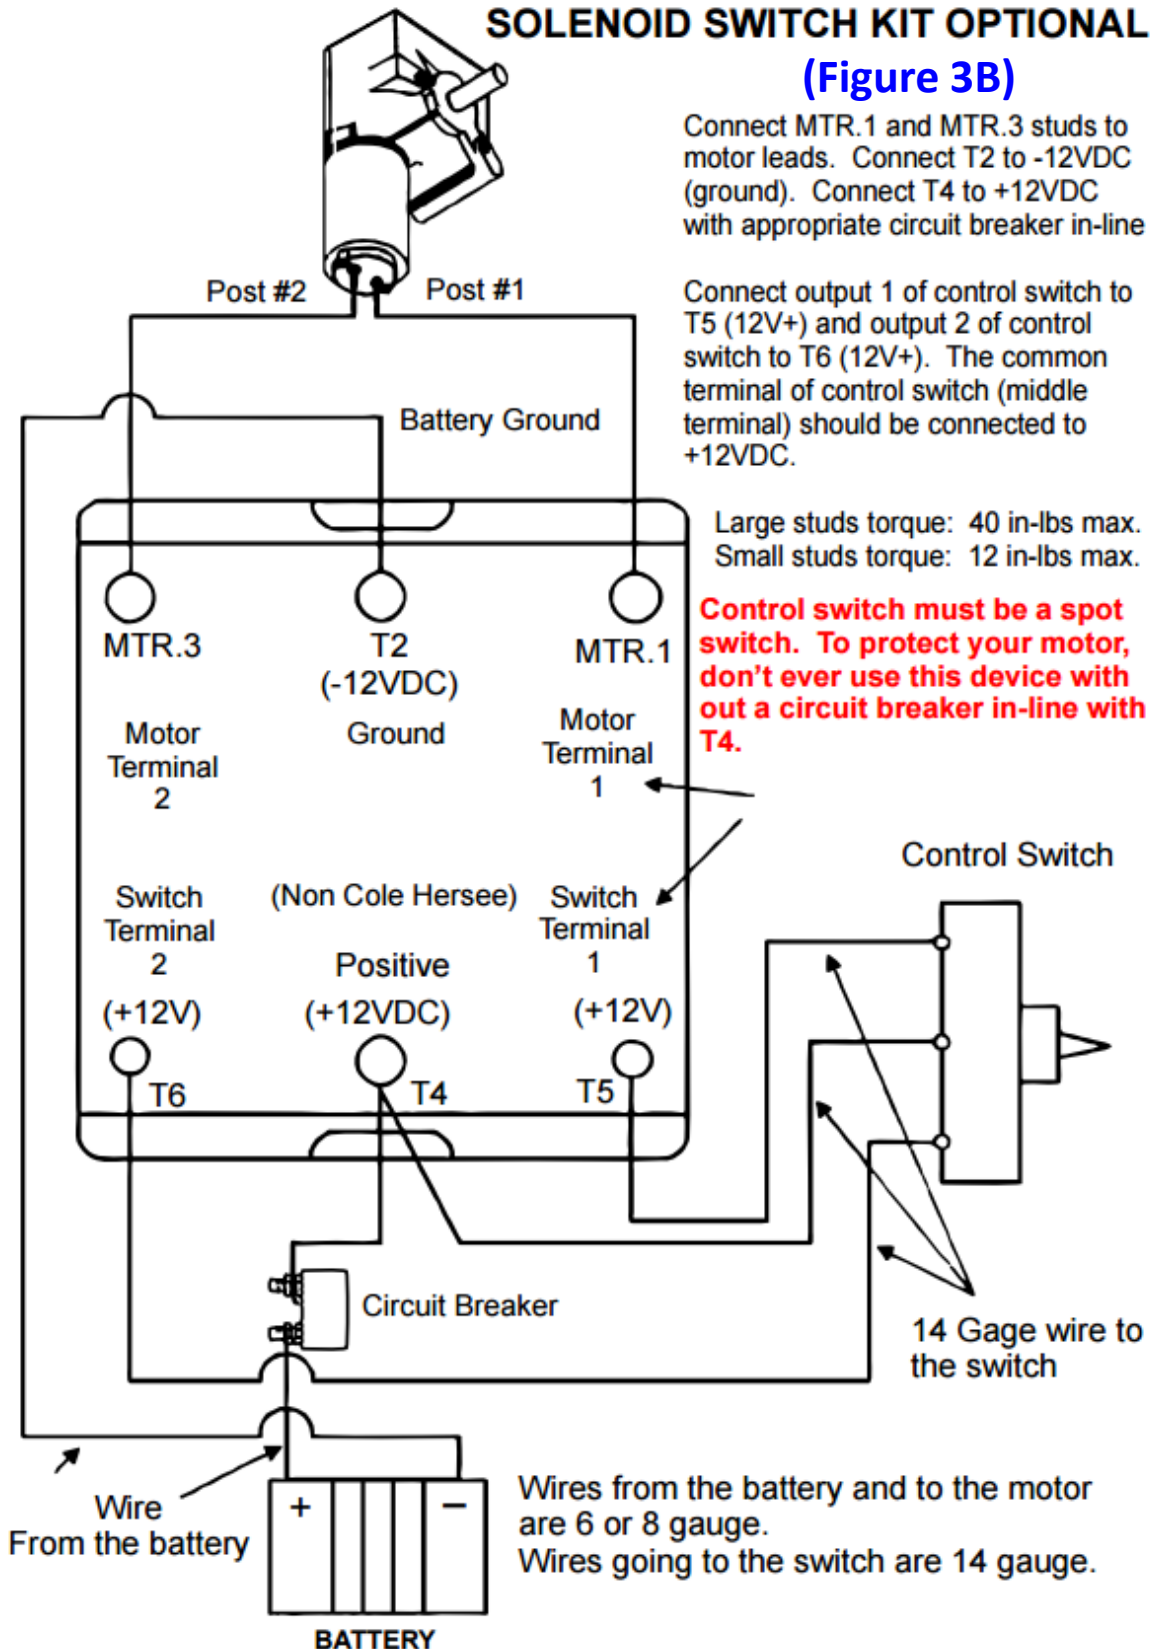 SOLENOID SWITCH KIT OPTIONAL
(Figure 3B)
Connect MTR.1 and MTR.3 studs to
motor leads.  Connect T2 to -12VDC
(ground).  Connect T4 to +12VDC
with appropriate circuit breaker in-line
Post #2
Post #1
Connect output 1 of control switch to
T5 (12V+) and output 2 of control
switch to T6 (12V+).  The common
terminal of control switch (middle
terminal) should be connected to
+12VDC.
Battery Ground
Large studs torque:  40 in-lbs max.
Small studs torque:  12 in-lbs max.
Control switch must be a spot
switch.  To protect your motor,
don't ever use this device with
out a circuit breaker in-line with
T4.
MTR.3
T2
(-12VDC)
Ground
MTR.1
Motor
Terminal
2
Motor
Terminal
1
Control Switch
Switch
Terminal
2
(+12V)
T6
(Non Cole Hersee)
Positive
(+12VDC)
T4
Switch
Terminal
1
(+12V)
T5
Circuit Breaker
14 Gage wire to
the switch
Wire
From the battery
+
−
BATTERY
Wires from the battery and to the motor
are 6 or 8 gauge.
Wires going to the switch are 14 gauge.